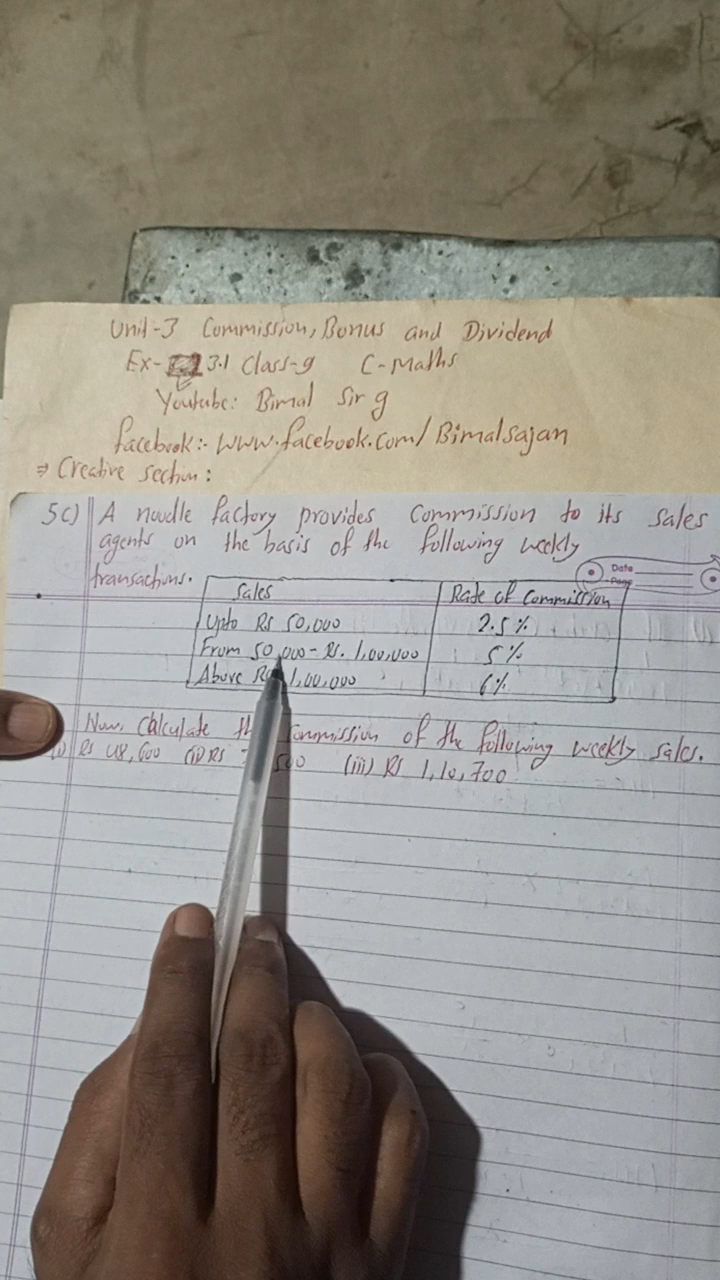 Unit-3 Commission, Bonus and Dividend
Ex- 3.1 Class-9 C-Maths
Youtube: Bimal Sir g
facebook:- www.facebook.com/Bimalsajan
⇒ Creative section:
5c) A noodle factory provides Commission to its sales
agents on the basis of the following weekly
transactions.
Date
Page
Sales Rate of Commission
Upto Rs 50,000 2.5%
From 50,000 - Rs. 1,00,000 5%
Above Rs 1,00,000 6%
Now, Calculate the Commission of the following weekly sales.
(i) Rs 48,600 (ii) Rs 500 (iii) Rs 1,10,700